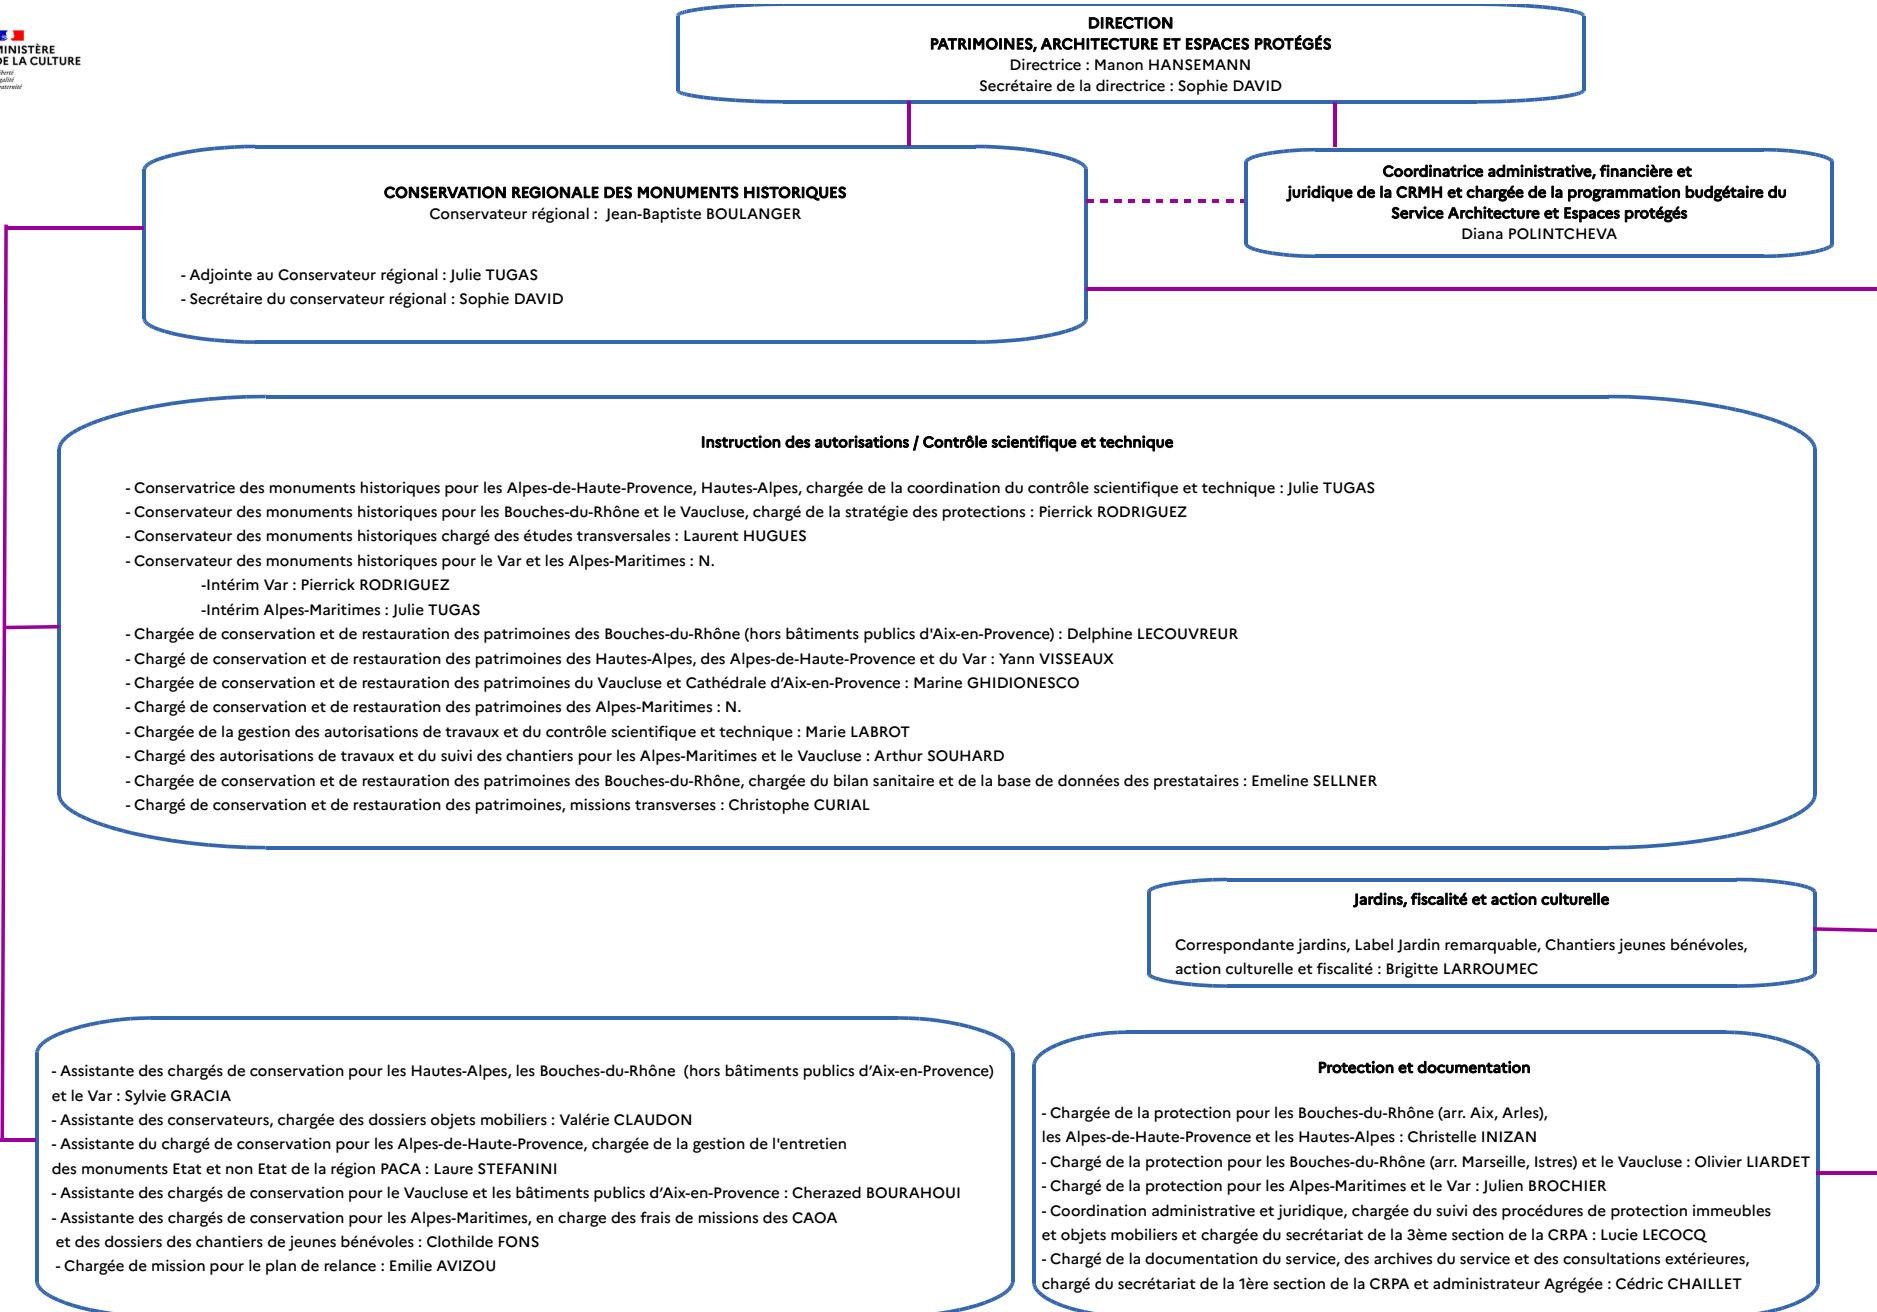 MINISTÈRE
DE LA CULTURE
Liberté
Égalité
Fraternité
DIRECTION
PATRIMOINES, ARCHITECTURE ET ESPACES PROTÉGÉS
Directrice : Manon HANSEMANN
Secrétaire de la directrice : Sophie DAVID
CONSERVATION REGIONALE DES MONUMENTS HISTORIQUES
Conservateur régional : Jean-Baptiste BOULANGER
- Adjointe au Conservateur régional : Julie TUGAS
- Secrétaire du conservateur régional : Sophie DAVID
Coordinatrice administrative, financière et
juridique de la CRMH et chargée de la programmation budgétaire du
Service Architecture et Espaces protégés
Diana POLINTCHEVA
Instruction des autorisations / Contrôle scientifique et technique
- Conservatrice des monuments historiques pour les Alpes-de-Haute-Provence, Hautes-Alpes, chargée de la coordination du contrôle scientifique et technique : Julie TUGAS
- Conservateur des monuments historiques pour les Bouches-du-Rhône et le Vaucluse, chargé de la stratégie des protections : Pierrick RODRIGUEZ
- Conservateur des monuments historiques chargé des études transversales : Laurent HUGUES
- Conservateur des monuments historiques pour le Var et les Alpes-Maritimes : N.
-Intérim Var : Pierrick RODRIGUEZ
-Intérim Alpes-Maritimes : Julie TUGAS
- Chargée de conservation et de restauration des patrimoines des Bouches-du-Rhône (hors bâtiments publics d'Aix-en-Provence) : Delphine LECOUVREUR
- Chargé de conservation et de restauration des patrimoines des Hautes-Alpes, des Alpes-de-Haute-Provence et du Var : Yann VISSEAUX
- Chargée de conservation et de restauration des patrimoines du Vaucluse et Cathédrale d’Aix-en-Provence : Marine GHIDIONESCO
- Chargé de conservation et de restauration des patrimoines des Alpes-Maritimes : N.
- Chargée de la gestion des autorisations de travaux et du contrôle scientifique et technique : Marie LABROT
- Chargé des autorisations de travaux et du suivi des chantiers pour les Alpes-Maritimes et le Vaucluse : Arthur SOUHARD
- Chargée de conservation et de restauration des patrimoines des Bouches-du-Rhône, chargée du bilan sanitaire et de la base de données des prestataires : Emeline SELLNER
- Chargé de conservation et de restauration des patrimoines, missions transverses : Christophe CURIAL
Jardins, fiscalité et action culturelle
Correspondante jardins, Label Jardin remarquable, Chantiers jeunes bénévoles,
action culturelle et fiscalité : Brigitte LARROUMEC
- Assistante des chargés de conservation pour les Hautes-Alpes, les Bouches-du-Rhône (hors bâtiments publics d’Aix-en-Provence)
et le Var : Sylvie GRACIA
- Assistante des conservateurs, chargée des dossiers objets mobiliers : Valérie CLAUDON
- Assistante du chargé de conservation pour les Alpes-de-Haute-Provence, chargée de la gestion de l'entretien
des monuments Etat et non Etat de la région PACA : Laure STEFANINI
- Assistante des chargés de conservation pour le Vaucluse et les bâtiments publics d’Aix-en-Provence : Cherazed BOURAHOUI
- Assistante des chargés de conservation pour les Alpes-Maritimes, en charge des frais de missions des CAOA
et des dossiers des chantiers de jeunes bénévoles : Clothilde FONS
- Chargée de mission pour le plan de relance : Emilie AVIZOU
Protection et documentation
- Chargée de la protection pour les Bouches-du-Rhône (arr. Aix, Arles),
les Alpes-de-Haute-Provence et les Hautes-Alpes : Christelle INIZAN
- Chargé de la protection pour les Bouches-du-Rhône (arr. Marseille, Istres) et le Vaucluse : Olivier LIARDET
- Chargé de la protection pour les Alpes-Maritimes et le Var : Julien BROCHIER
- Coordination administrative et juridique, chargée du suivi des procédures de protection immeubles
et objets mobiliers et chargée du secrétariat de la 3ème section de la CRPA : Lucie LECOCQ
- Chargé de la documentation du service, des archives du service et des consultations extérieures,
chargé du secrétariat de la 1ère section de la CRPA et administrateur Agrégée : Cédric CHAILLET